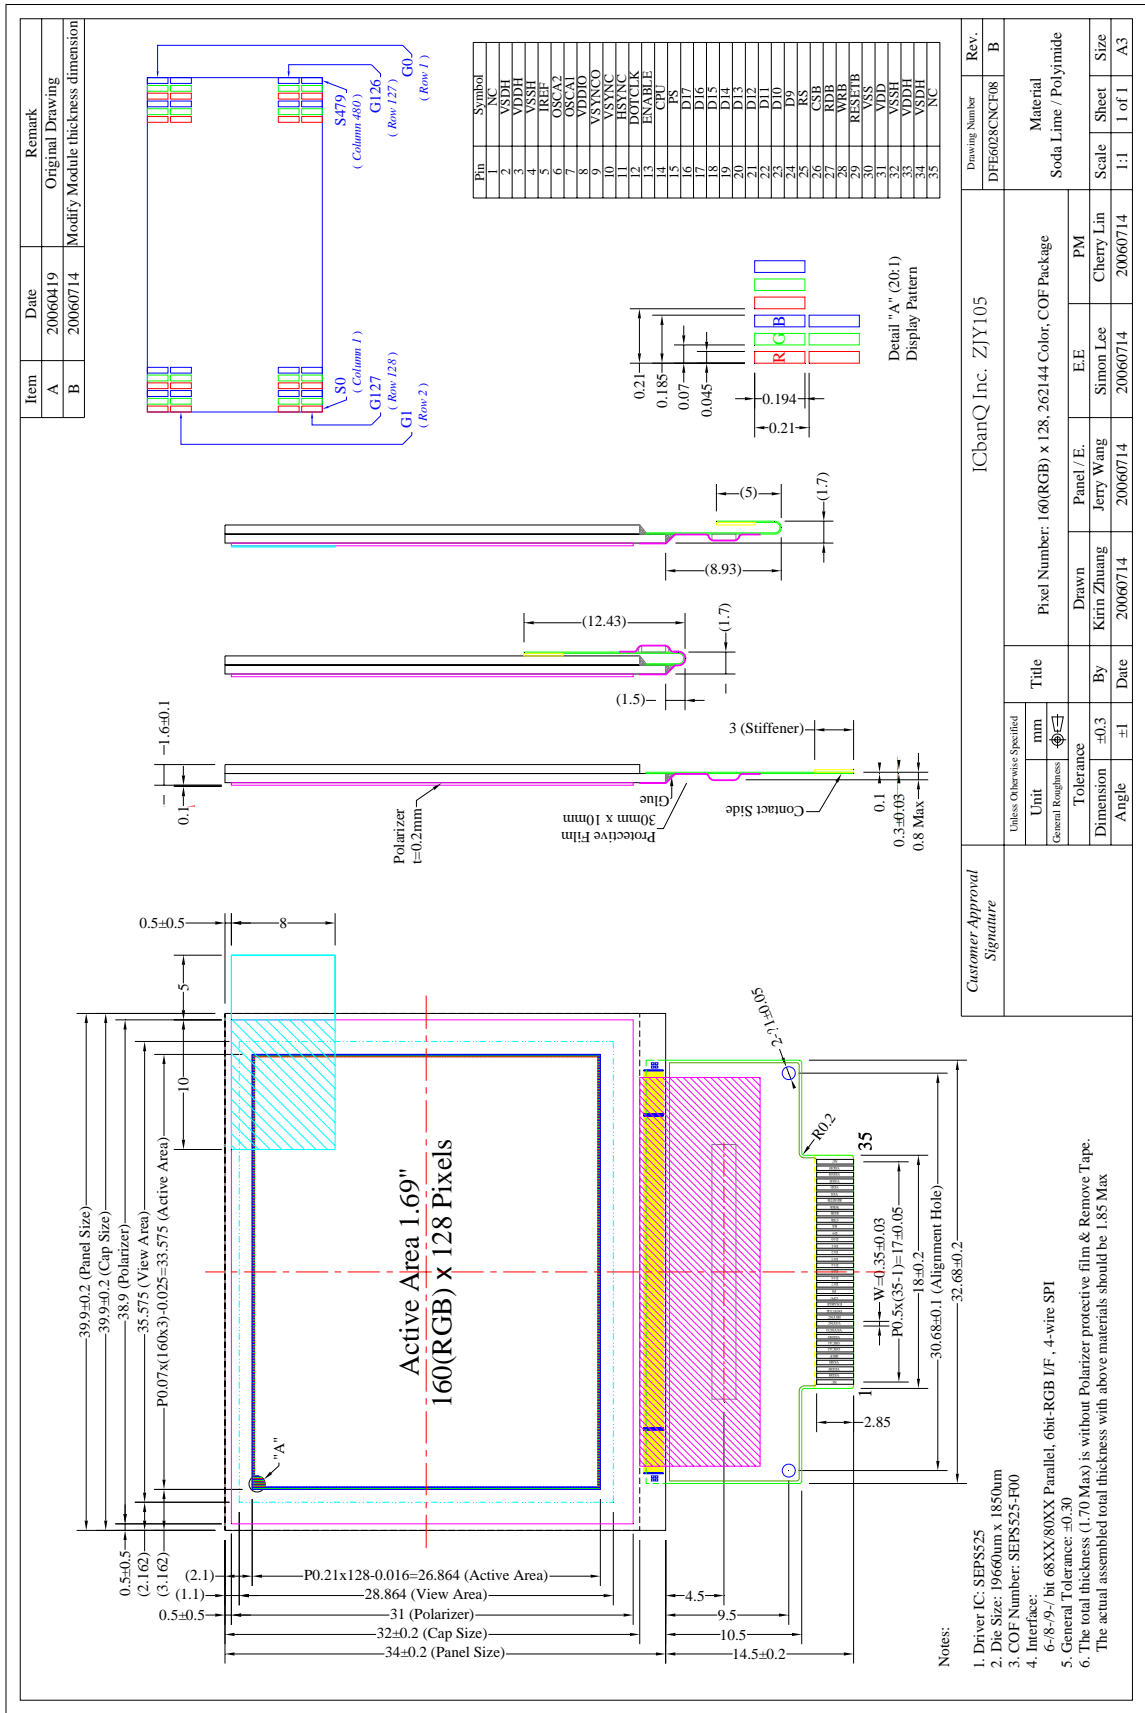 Item Date Remark
A 20060419 Original Drawing
B 20060714 Modify Module thickness dimension
S0
( Column 1 )
G127
( Row 128 )
G1
( Row 2 )
S479
( Column 480 )
G126
( Row 127 )
G0
( Row 1 )
Pin Symbol
1 NC
2 VSDH
3 VDDH
4 VSSH
5 IREF
6 OSCA2
7 OSCA1
8 VDDIO
9 VSYNCO
10 VSYNC
11 HSYNC
12 DOTCLK
13 ENABLE
14 CPU
15 PS
16 D17
17 D16
18 D15
19 D14
20 D13
21 D12
22 D11
23 D10
24 D9
25 RS
26 CSB
27 RDB
28 WRB
29 RESETB
30 VSS
31 VDD
32 VSSH
33 VDDH
34 VSDH
35 NC
0.21
0.185
0.07
0.045
R G B
0.194
0.21
Detail "A" (20:1)
Display Pattern
(5)
(1.7)
(8.93)
(12.43)
(1.7)
(1.5)
1.6±0.1
0.1
Polarizer
t=0.2mm
3 (Stiffener)
Glue
Protective Film
30mm x 10mm
Contact Side
0.1
0.3±0.03
0.8 Max
0.5±0.5
8
5
10
39.9±0.2 (Panel Size)
39.9±0.2 (Cap Size)
38.9 (Polarizer)
35.575 (View Area)
P0.07x(160x3)-0.025=33.575 (Active Area)
0.5±0.5
(2.162)
(3.162)
Active Area 1.69"
160(RGB) x 128 Pixels
"A"
(2.1)
P0.21x128-0.016=26.864 (Active Area)
(1.1)
28.864 (View Area)
0.5±0.5
31 (Polarizer)
32±0.2 (Cap Size)
34±0.2 (Panel Size)
4.5
9.5
10.5
14.5±0.2
2-?1±0.05
R0.2
35
1
W=0.35±0.03
P0.5x(35-1)=17±0.05
18±0.2
30.68±0.1 (Alignment Hole)
32.68±0.2
2.85
Notes:
1. Driver IC: SEPS525
2. Die Size: 19660um x 1850um
3. COF Number: SEPS525-F00
4. Interface:
6-/8-/9-/ bit 68XX/80XX Parallel, 6bit-RGB I/F , 4-wire SPI
5. General Tolerance: ±0.30
6. The total thickness (1.70 Max) is without Polarizer protective film & Remove Tape.
The actual assembled total thickness with above materials should be 1.85 Max
Customer Approval
Signature
Unless Otherwise Specified
Unit mm
General Roughness
Tolerance
Dimension ±0.3
Angle ±1
ICbanQ Inc. ZJY105
Title Pixel Number: 160(RGB) x 128, 262144 Color, COF Package
Drawn Panel / E. E.E PM
By Kirin Zhuang Jerry Wang Simon Lee Cherry Lin
Date 20060714 20060714 20060714 20060714
Drawing Number Rev.
DFE6028CNCF08 B
Material
Soda Lime / Polyimide
Scale Sheet Size
1:1 1 of 1 A3